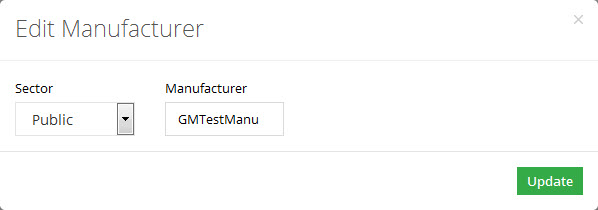 Edit Manufacturer
×
Sector Manufacturer
Public GMTestManu
Update